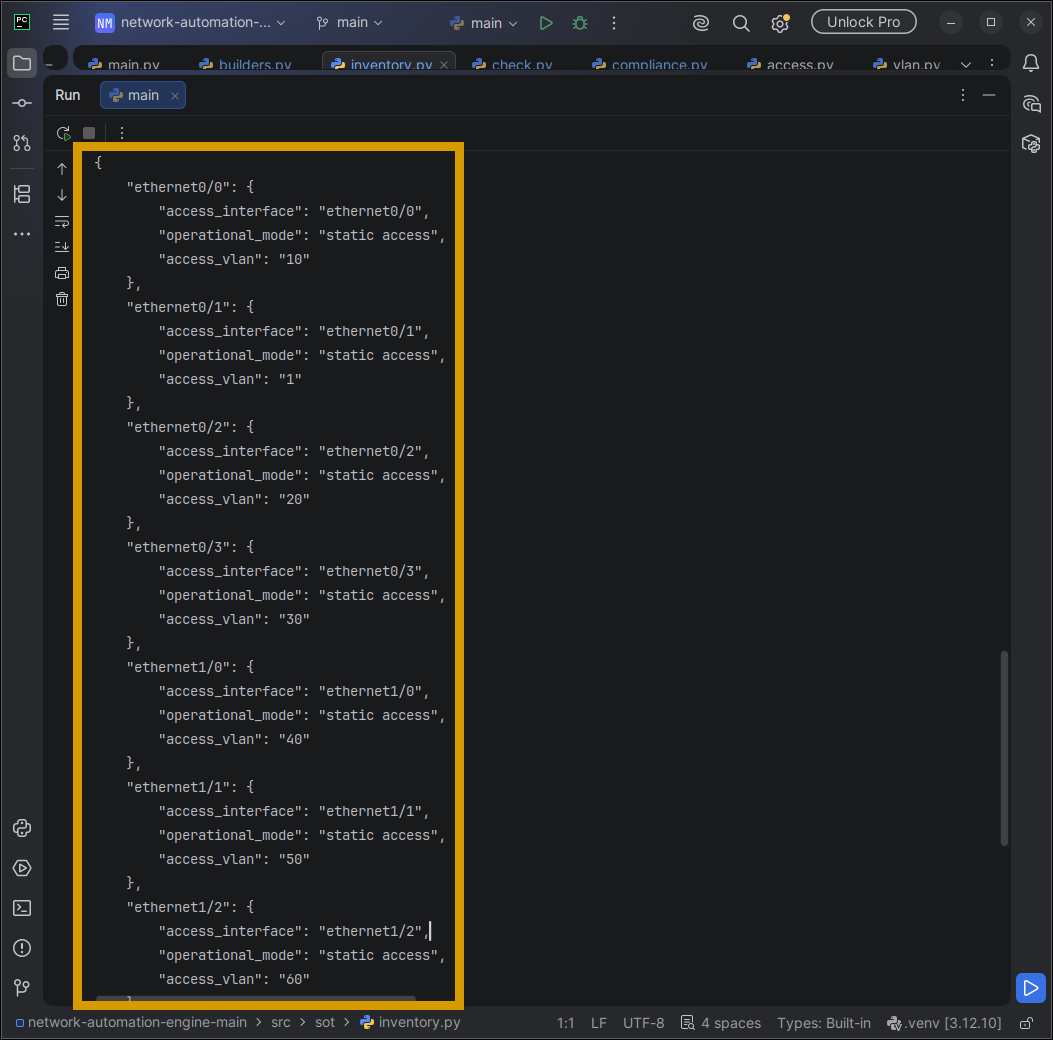 PC
NM network-automation-... main main Unlock Pro
main.py builders.py inventory.py check.py compliance.py access.py vlan.py
Run main
{
    "ethernet0/0": {
        "access_interface": "ethernet0/0",
        "operational_mode": "static access",
        "access_vlan": "10"
    },
    "ethernet0/1": {
        "access_interface": "ethernet0/1",
        "operational_mode": "static access",
        "access_vlan": "1"
    },
    "ethernet0/2": {
        "access_interface": "ethernet0/2",
        "operational_mode": "static access",
        "access_vlan": "20"
    },
    "ethernet0/3": {
        "access_interface": "ethernet0/3",
        "operational_mode": "static access",
        "access_vlan": "30"
    },
    "ethernet1/0": {
        "access_interface": "ethernet1/0",
        "operational_mode": "static access",
        "access_vlan": "40"
    },
    "ethernet1/1": {
        "access_interface": "ethernet1/1",
        "operational_mode": "static access",
        "access_vlan": "50"
    },
    "ethernet1/2": {
        "access_interface": "ethernet1/2",
        "operational_mode": "static access",
        "access_vlan": "60"
network-automation-engine-main > src > sot > inventory.py 1:1 LF UTF-8 4 spaces Types: Built-in .venv [3.12.10]